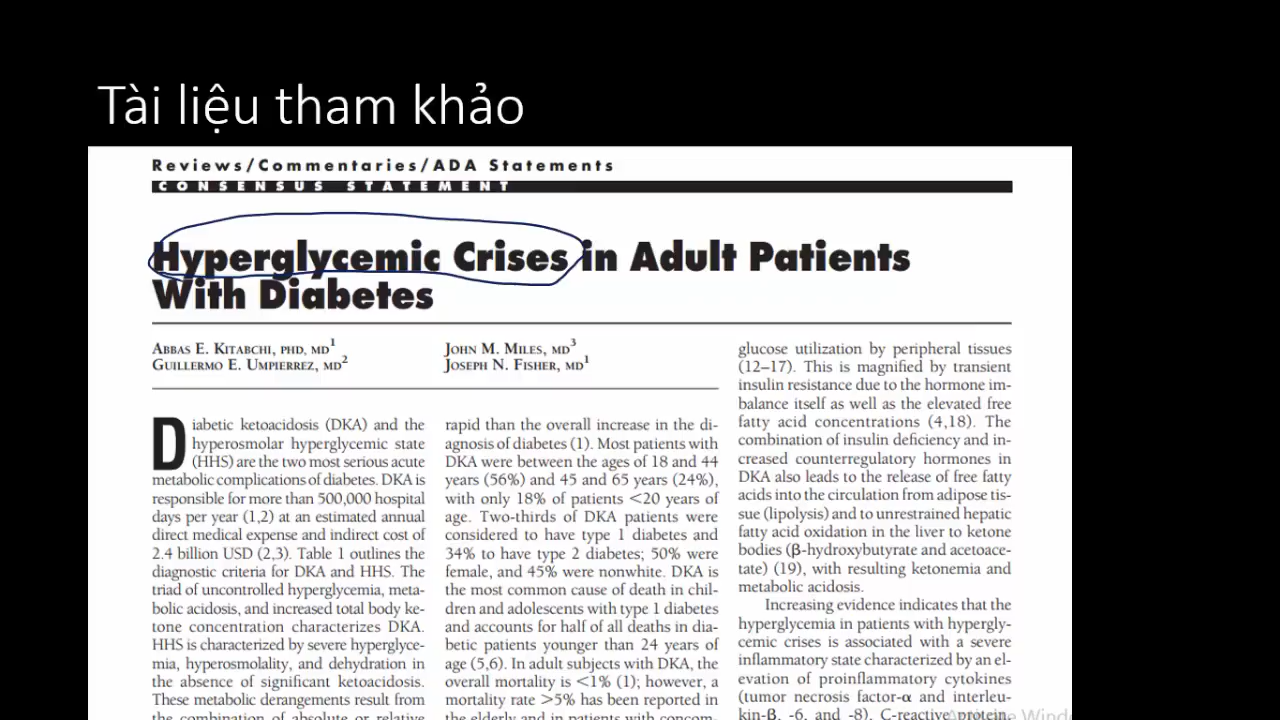 Tài liệu tham khảo
Reviews/Commentaries/ADA Statements
CONSENSUS STATEMENT
Hyperglycemic Crises in Adult Patients
With Diabetes
ABBAS E. KITABCHI, PHD, MD1
GUILLERMO E. UMPIERREZ, MD2
JOHN M. MILES, MD3
JOSEPH N. FISHER, MD1
Diabetic ketoacidosis (DKA) and the
hyperosmolar hyperglycemic state
(HHS) are the two most serious acute
metabolic complications of diabetes. DKA is
responsible for more than 500,000 hospital
days per year (1,2) at an estimated annual
direct medical expense and indirect cost of
2.4 billion USD (2,3). Table 1 outlines the
diagnostic criteria for DKA and HHS. The
triad of uncontrolled hyperglycemia, meta-
bolic acidosis, and increased total body ke-
tone concentration characterizes DKA.
HHS is characterized by severe hyperglyce-
mia, hyperosmolality, and dehydration in
the absence of significant ketoacidosis.
These metabolic derangements result from
the combination of absolute or relative
rapid than the overall increase in the di-
agnosis of diabetes (1). Most patients with
DKA were between the ages of 18 and 44
years (56%) and 45 and 65 years (24%),
with only 18% of patients <20 years of
age. Two-thirds of DKA patients were
considered to have type 1 diabetes and
34% to have type 2 diabetes; 50% were
female, and 45% were nonwhite. DKA is
the most common cause of death in chil-
dren and adolescents with type 1 diabetes
and accounts for half of all deaths in dia-
betic patients younger than 24 years of
age (5,6). In adult subjects with DKA, the
overall mortality is <1% (1); however, a
mortality rate >5% has been reported in
the elderly and in patients with concom-
glucose utilization by peripheral tissues
(12–17). This is magnified by transient
insulin resistance due to the hormone im-
balance itself as well as the elevated free
fatty acid concentrations (4,18). The
combination of insulin deficiency and in-
creased counterregulatory hormones in
DKA also leads to the release of free fatty
acids into the circulation from adipose tis-
sue (lipolysis) and to unrestrained hepatic
fatty acid oxidation in the liver to ketone
bodies (β-hydroxybutyrate and acetoace-
tate) (19), with resulting ketonemia and
metabolic acidosis.
Increasing evidence indicates that the
hyperglycemia in patients with hypergly-
cemic crises is associated with a severe
inflammatory state characterized by an el-
evation of proinflammatory cytokines
(tumor necrosis factor-α and interleu-
kin-β, -6, and -8), C-reactive protein,